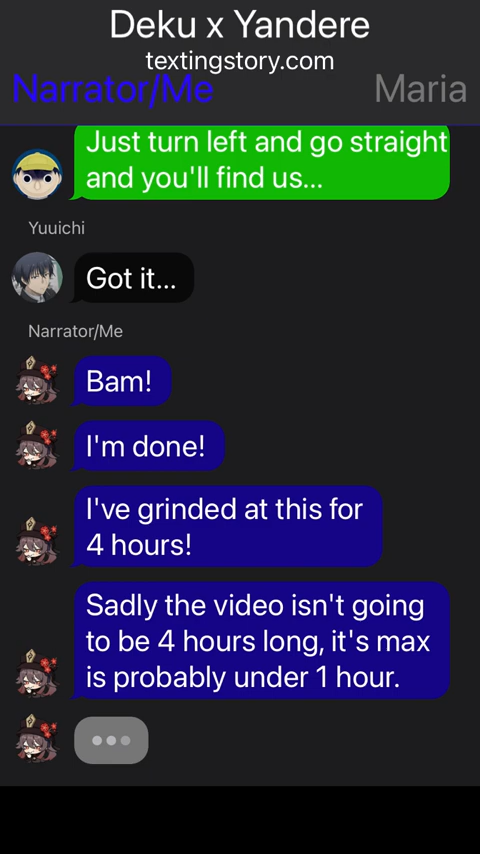 Deku x Yandere
textingstory.com
Narrator/Me
Maria
Just turn left and go straight
and you'll find us...
Yuuichi
Got it...
Narrator/Me
Bam!
I'm done!
I've grinded at this for
4 hours!
Sadly the video isn't going
to be 4 hours long, it's max
is probably under 1 hour.